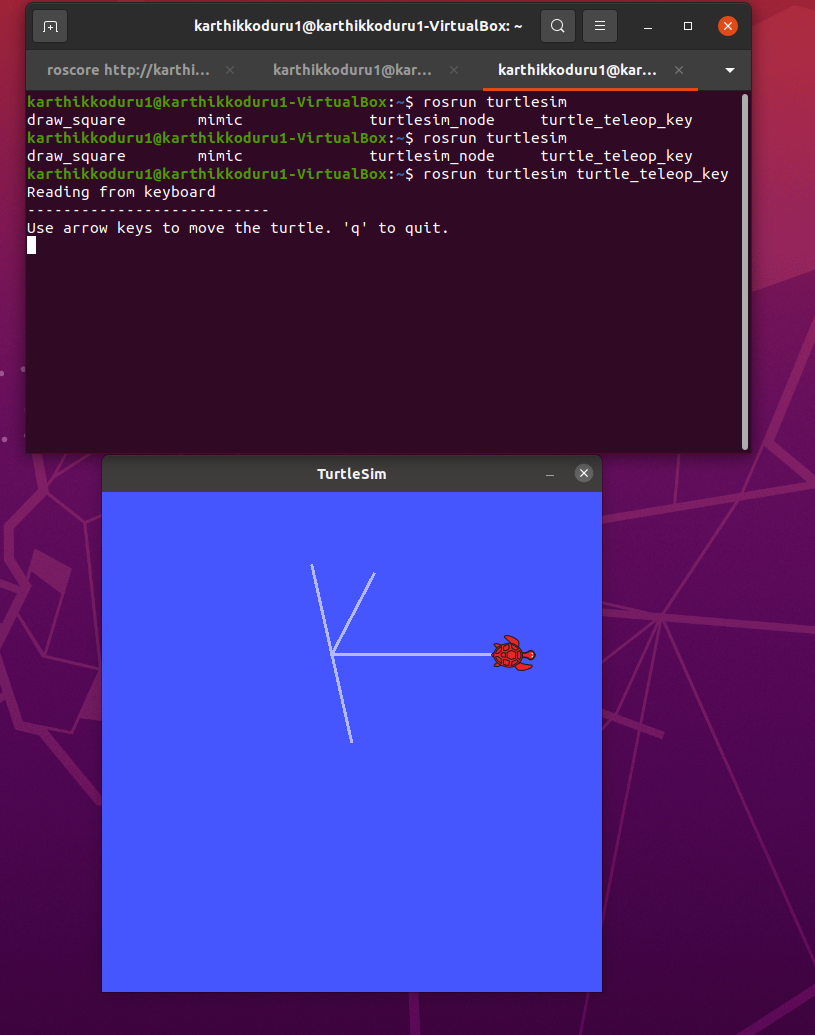 karthikkoduru1@karthikkoduru1-VirtualBox: ~
roscore http://karthi... karthikkoduru1@kar... karthikkoduru1@kar...
karthikkoduru1@karthikkoduru1-VirtualBox:~$ rosrun turtlesim
draw_square        mimic              turtlesim_node     turtle_teleop_key
karthikkoduru1@karthikkoduru1-VirtualBox:~$ rosrun turtlesim
draw_square        mimic              turtlesim_node     turtle_teleop_key
karthikkoduru1@karthikkoduru1-VirtualBox:~$ rosrun turtlesim turtle_teleop_key
Reading from keyboard
---------------------------
Use arrow keys to move the turtle. 'q' to quit.
TurtleSim